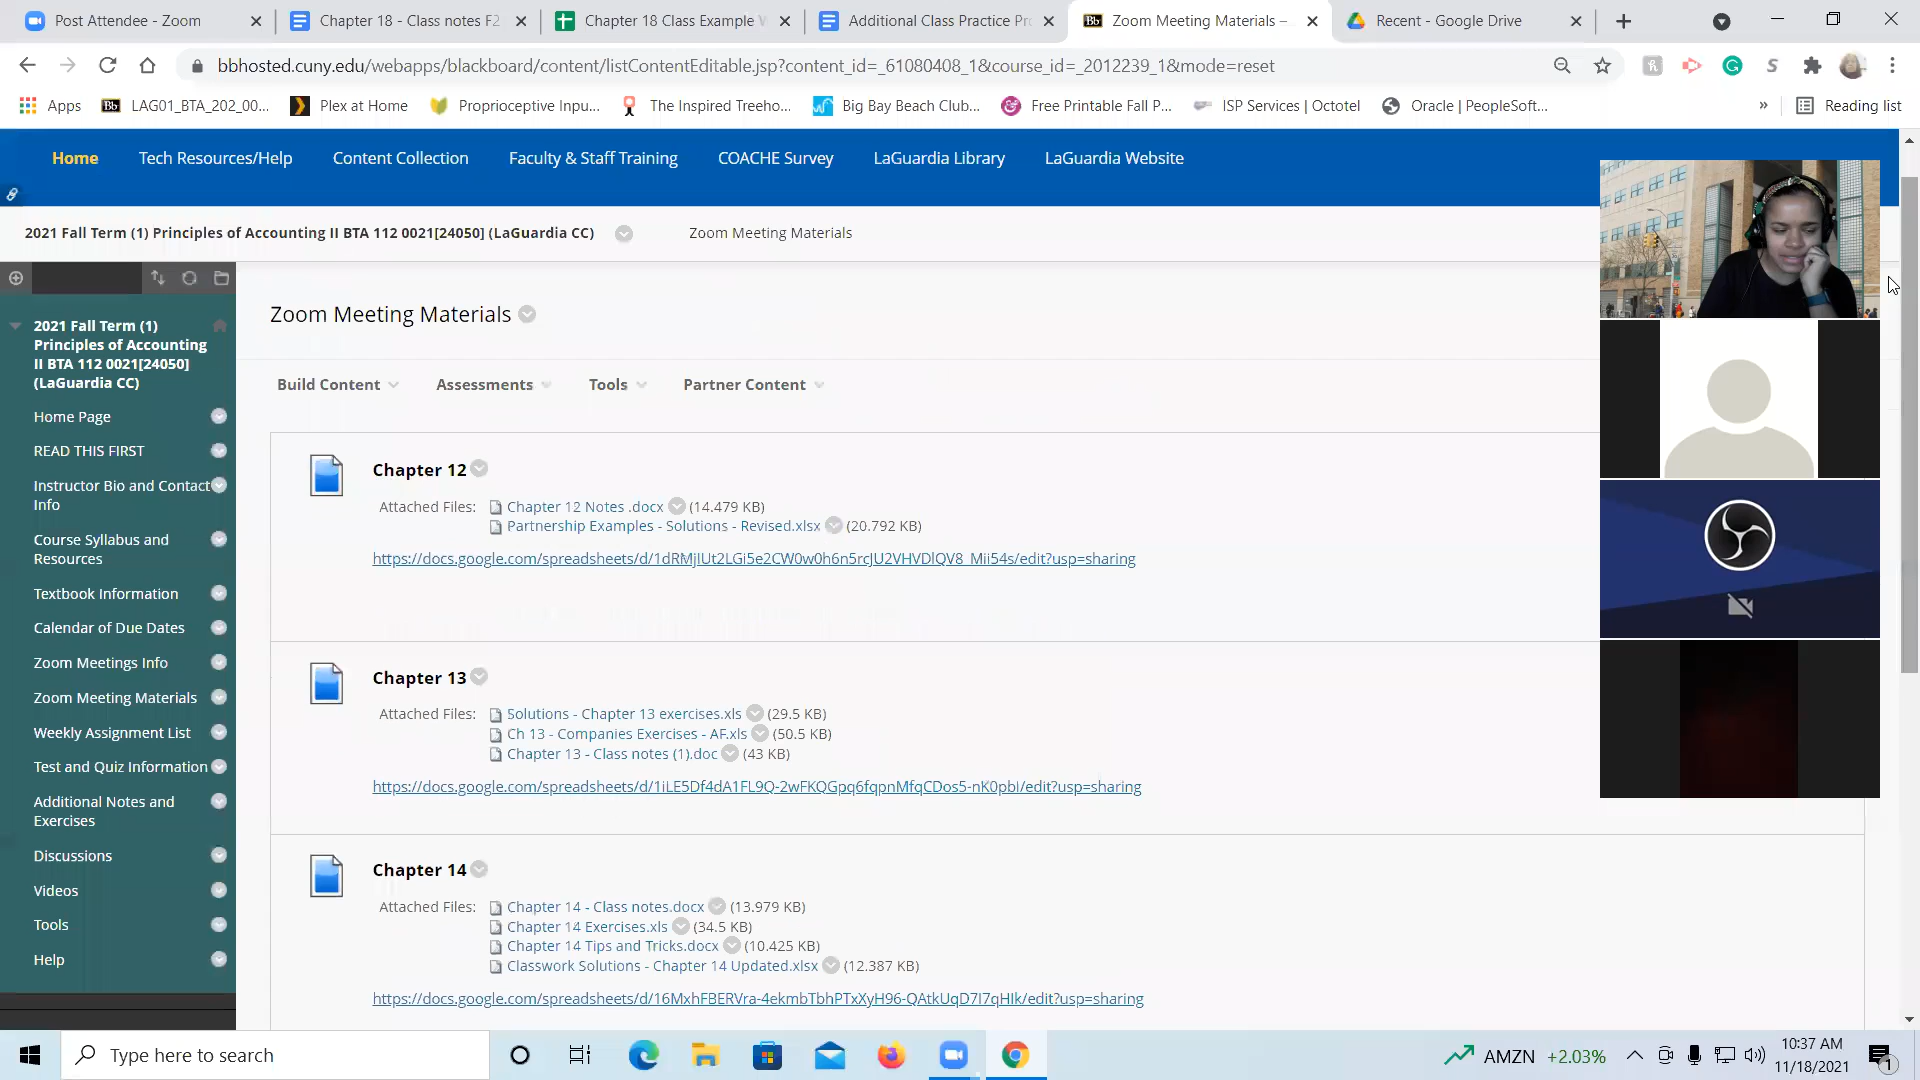 Post Attendee - Zoom
Chapter 18 - Class notes F2
Chapter 18 Class Example W
Additional Class Practice Pro
Zoom Meeting Materials –
Recent - Google Drive
bbhosted.cuny.edu/webapps/blackboard/content/listContentEditable.jsp?content_id=_61080408_1&course_id=_2012239_1&mode=reset
Apps
LAG01_BTA_202_00...
Plex at Home
Proprioceptive Inpu...
The Inspired Treeho...
Big Bay Beach Club...
Free Printable Fall P...
ISP Services | Octotel
Oracle | PeopleSoft...
»
Reading list
Home
Tech Resources/Help
Content Collection
Faculty & Staff Training
COACHE Survey
LaGuardia Library
LaGuardia Website
2021 Fall Term (1) Principles of Accounting II BTA 112 0021[24050] (LaGuardia CC)
Zoom Meeting Materials
2021 Fall Term (1)
Principles of Accounting
II BTA 112 0021[24050]
(LaGuardia CC)
Home Page
READ THIS FIRST
Instructor Bio and Contact
Info
Course Syllabus and
Resources
Textbook Information
Calendar of Due Dates
Zoom Meetings Info
Zoom Meeting Materials
Weekly Assignment List
Test and Quiz Information
Additional Notes and
Exercises
Discussions
Videos
Tools
Help
Zoom Meeting Materials
Build Content
Assessments
Tools
Partner Content
Chapter 12
Attached Files:
Chapter 12 Notes .docx (14.479 KB)
Partnership Examples - Solutions - Revised.xlsx (20.792 KB)
https://docs.google.com/spreadsheets/d/1dRMjIUt2LGi5e2CW0w0h6n5rcJU2VHVDlQV8_Mii54s/edit?usp=sharing
Chapter 13
Attached Files:
Solutions - Chapter 13 exercises.xls (29.5 KB)
Ch 13 - Companies Exercises - AF.xls (50.5 KB)
Chapter 13 - Class notes (1).doc (43 KB)
https://docs.google.com/spreadsheets/d/1iLE5Df4dA1FL9Q-2wFKQGpq6fqpnMfqCDos5-nK0pbI/edit?usp=sharing
Chapter 14
Attached Files:
Chapter 14 - Class notes.docx (13.979 KB)
Chapter 14 Exercises.xls (34.5 KB)
Chapter 14 Tips and Tricks.docx (10.425 KB)
Classwork Solutions - Chapter 14 Updated.xlsx (12.387 KB)
https://docs.google.com/spreadsheets/d/16MxhFBERVra-4ekmbTbhPTxXyH96-QAtkUqD7I7qHIk/edit?usp=sharing
Type here to search
AMZN +2.03%
10:37 AM
11/18/2021
1